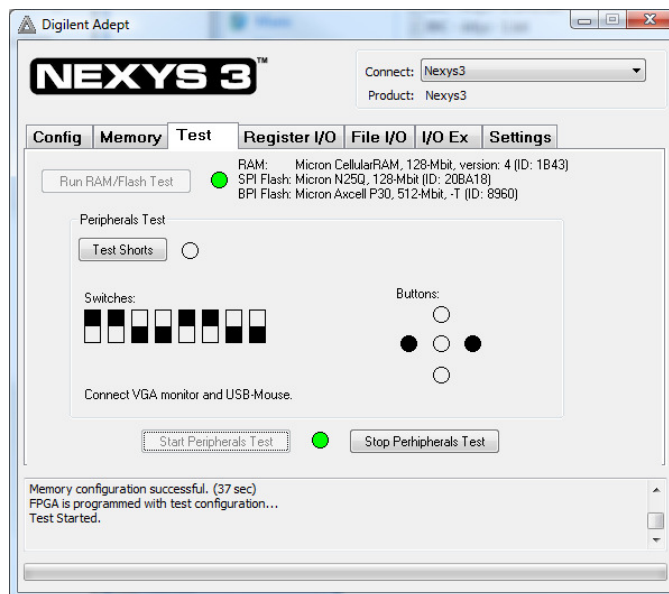 Digilent Adept
NEXYS 3™
Connect: Nexys3
Product: Nexys3
Config Memory Test Register I/O File I/O I/O Ex Settings
Run RAM/Flash Test
RAM: Micron CellularRAM, 128-Mbit, version: 4 (ID: 1B43)
SPI Flash: Micron N25Q, 128-Mbit (ID: 20BA18)
BPI Flash: Micron Axcell P30, 512-Mbit, -T (ID: 8960)
Peripherals Test
Test Shorts
Switches:
Buttons:
Connect VGA monitor and USB-Mouse.
Start Peripherals Test
Stop Perhipherals Test
Memory configuration successful. (37 sec)
FPGA is programmed with test configuration...
Test Started.